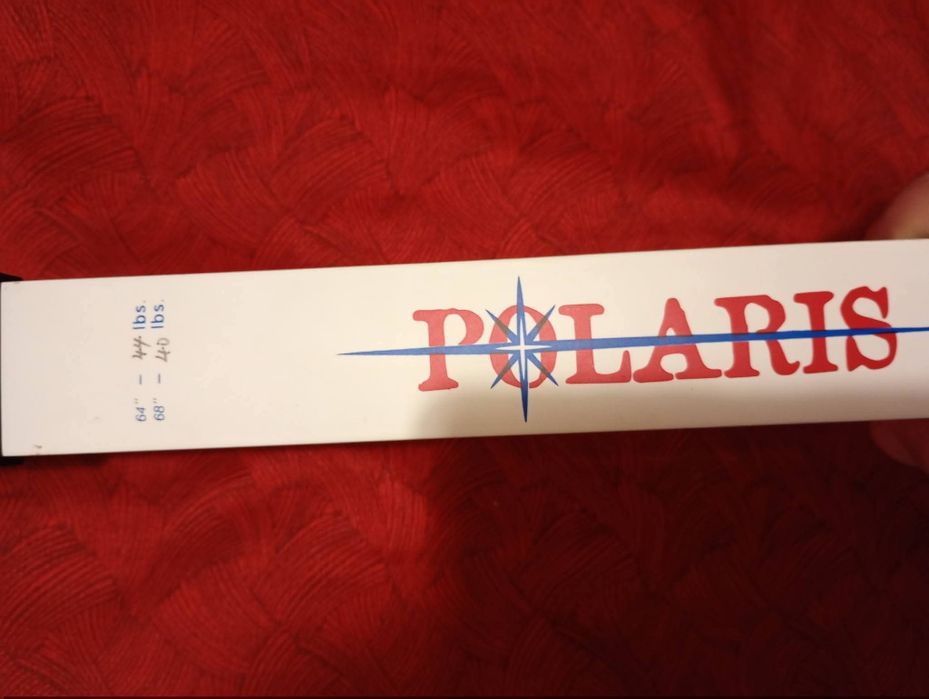 POLARIS
64" - 44 lbs.
68" - 40 lbs.